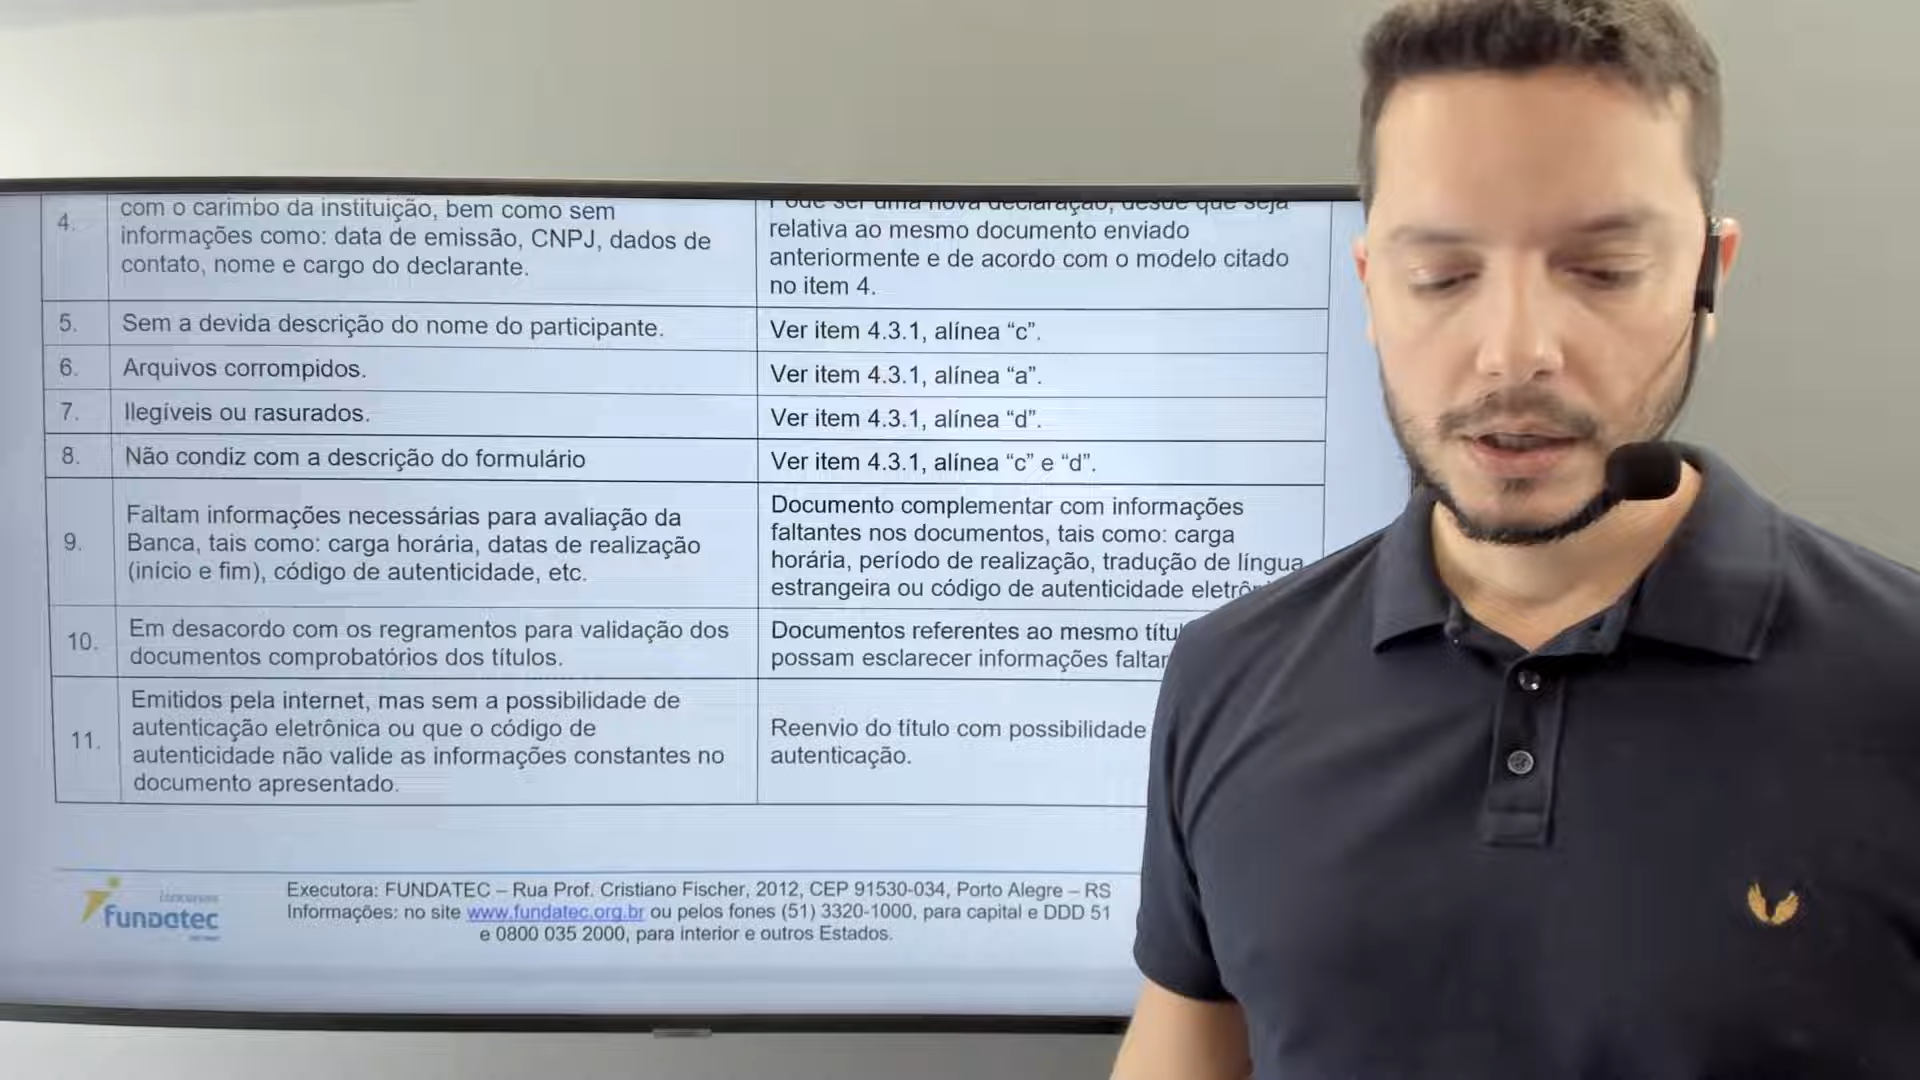 4.
com o carimbo da instituição, bem como sem
informações como: data de emissão, CNPJ, dados de
contato, nome e cargo do declarante.
Pode ser uma nova declaração, desde que seja
relativa ao mesmo documento enviado
anteriormente e de acordo com o modelo citado
no item 4.
5.
Sem a devida descrição do nome do participante.
Ver item 4.3.1, alínea “c”.
6.
Arquivos corrompidos.
Ver item 4.3.1, alínea “a”.
7.
Ilegíveis ou rasurados.
Ver item 4.3.1, alínea “d”.
8.
Não condiz com a descrição do formulário
Ver item 4.3.1, alínea “c” e “d”.
9.
Faltam informações necessárias para avaliação da
Banca, tais como: carga horária, datas de realização
(início e fim), código de autenticidade, etc.
Documento complementar com informações
faltantes nos documentos, tais como: carga
horária, período de realização, tradução de língua
estrangeira ou código de autenticidade
10.
Em desacordo com os regramentos para validação dos
documentos comprobatórios dos títulos.
Documentos referentes ao mesmo
possam esclarecer informações
11.
Emitidos pela internet, mas sem a possibilidade de
autenticação eletrônica ou que o código de
autenticidade não valide as informações constantes no
documento apresentado.
Reenvio do título com possibilidade
autenticação.
concursos
fundatec
Executora: FUNDATEC – Rua Prof. Cristiano Fischer, 2012, CEP 91530-034, Porto Alegre – RS
Informações: no site www.fundatec.org.br ou pelos fones (51) 3320-1000, para capital e DDD 51
e 0800 035 2000, para interior e outros Estados.